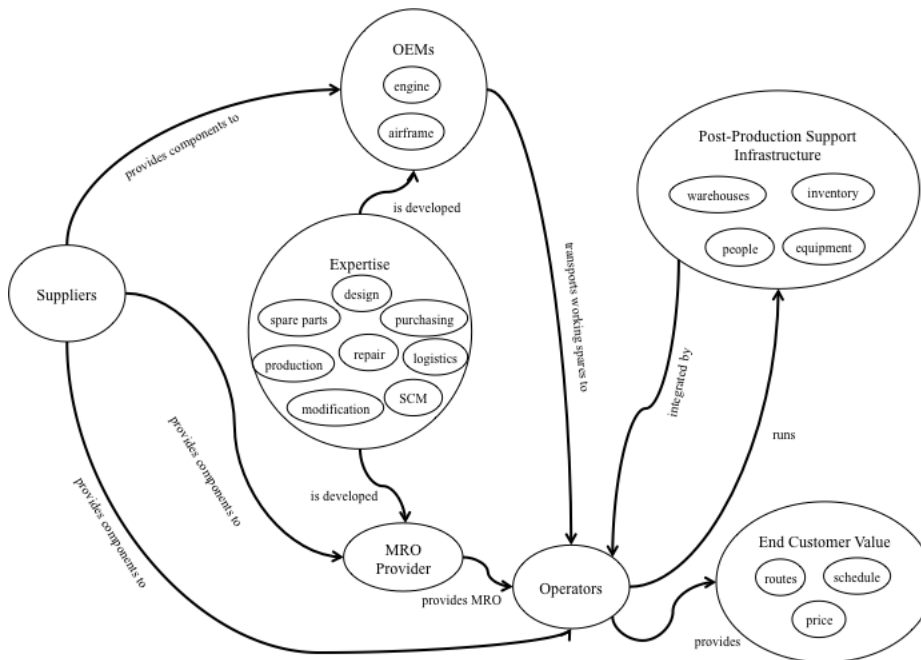 OEMs
engine
airframe
provides components to
is developed
Post-Production Support
Infrastructure
warehouses
inventory
people
equipment
Suppliers
Expertise
design
spare parts
purchasing
repair
logistics
production
SCM
modification
transports working spares to
integrated by
runs
provides components to
provides components to
is developed
MRO
Provider
provides MRO
Operators
End Customer Value
routes
schedule
price
provides